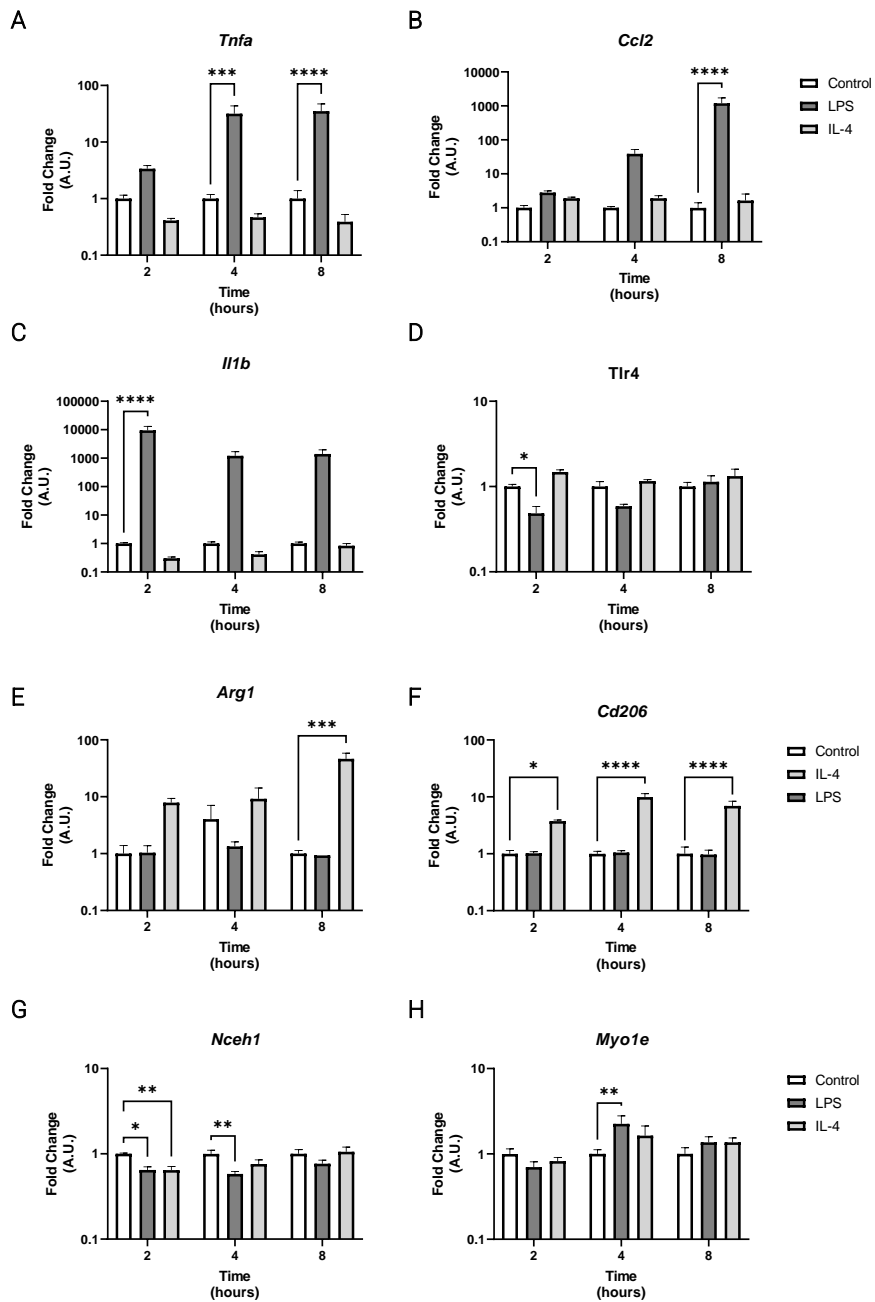 A
Tnfa
*** ****
100
10
1
0.1
Fold Change
(A.U.)
2 4 8
Time
(hours)
B
Ccl2
****
10000
1000
100
10
1
0.1
Fold Change
(A.U.)
2 4 8
Time
(hours)
Control
LPS
IL-4
C
Il1b
****
100000
10000
1000
100
10
1
0.1
Fold Change
(A.U.)
2 4 8
Time
(hours)
D
Tlr4
*
10
1
0.1
Fold Change
(A.U.)
2 4 8
Time
(hours)
E
Arg1
***
100
10
1
0.1
Fold Change
(A.U.)
2 4 8
Time
(hours)
F
Cd206
* **** ****
100
10
1
0.1
Fold Change
(A.U.)
2 4 8
Time
(hours)
Control
IL-4
LPS
G
Nceh1
**
* **
10
1
0.1
Fold Change
(A.U.)
2 4 8
Time
(hours)
H
Myo1e
**
10
1
0.1
Fold Change
(A.U.)
2 4 8
Time
(hours)
Control
LPS
IL-4